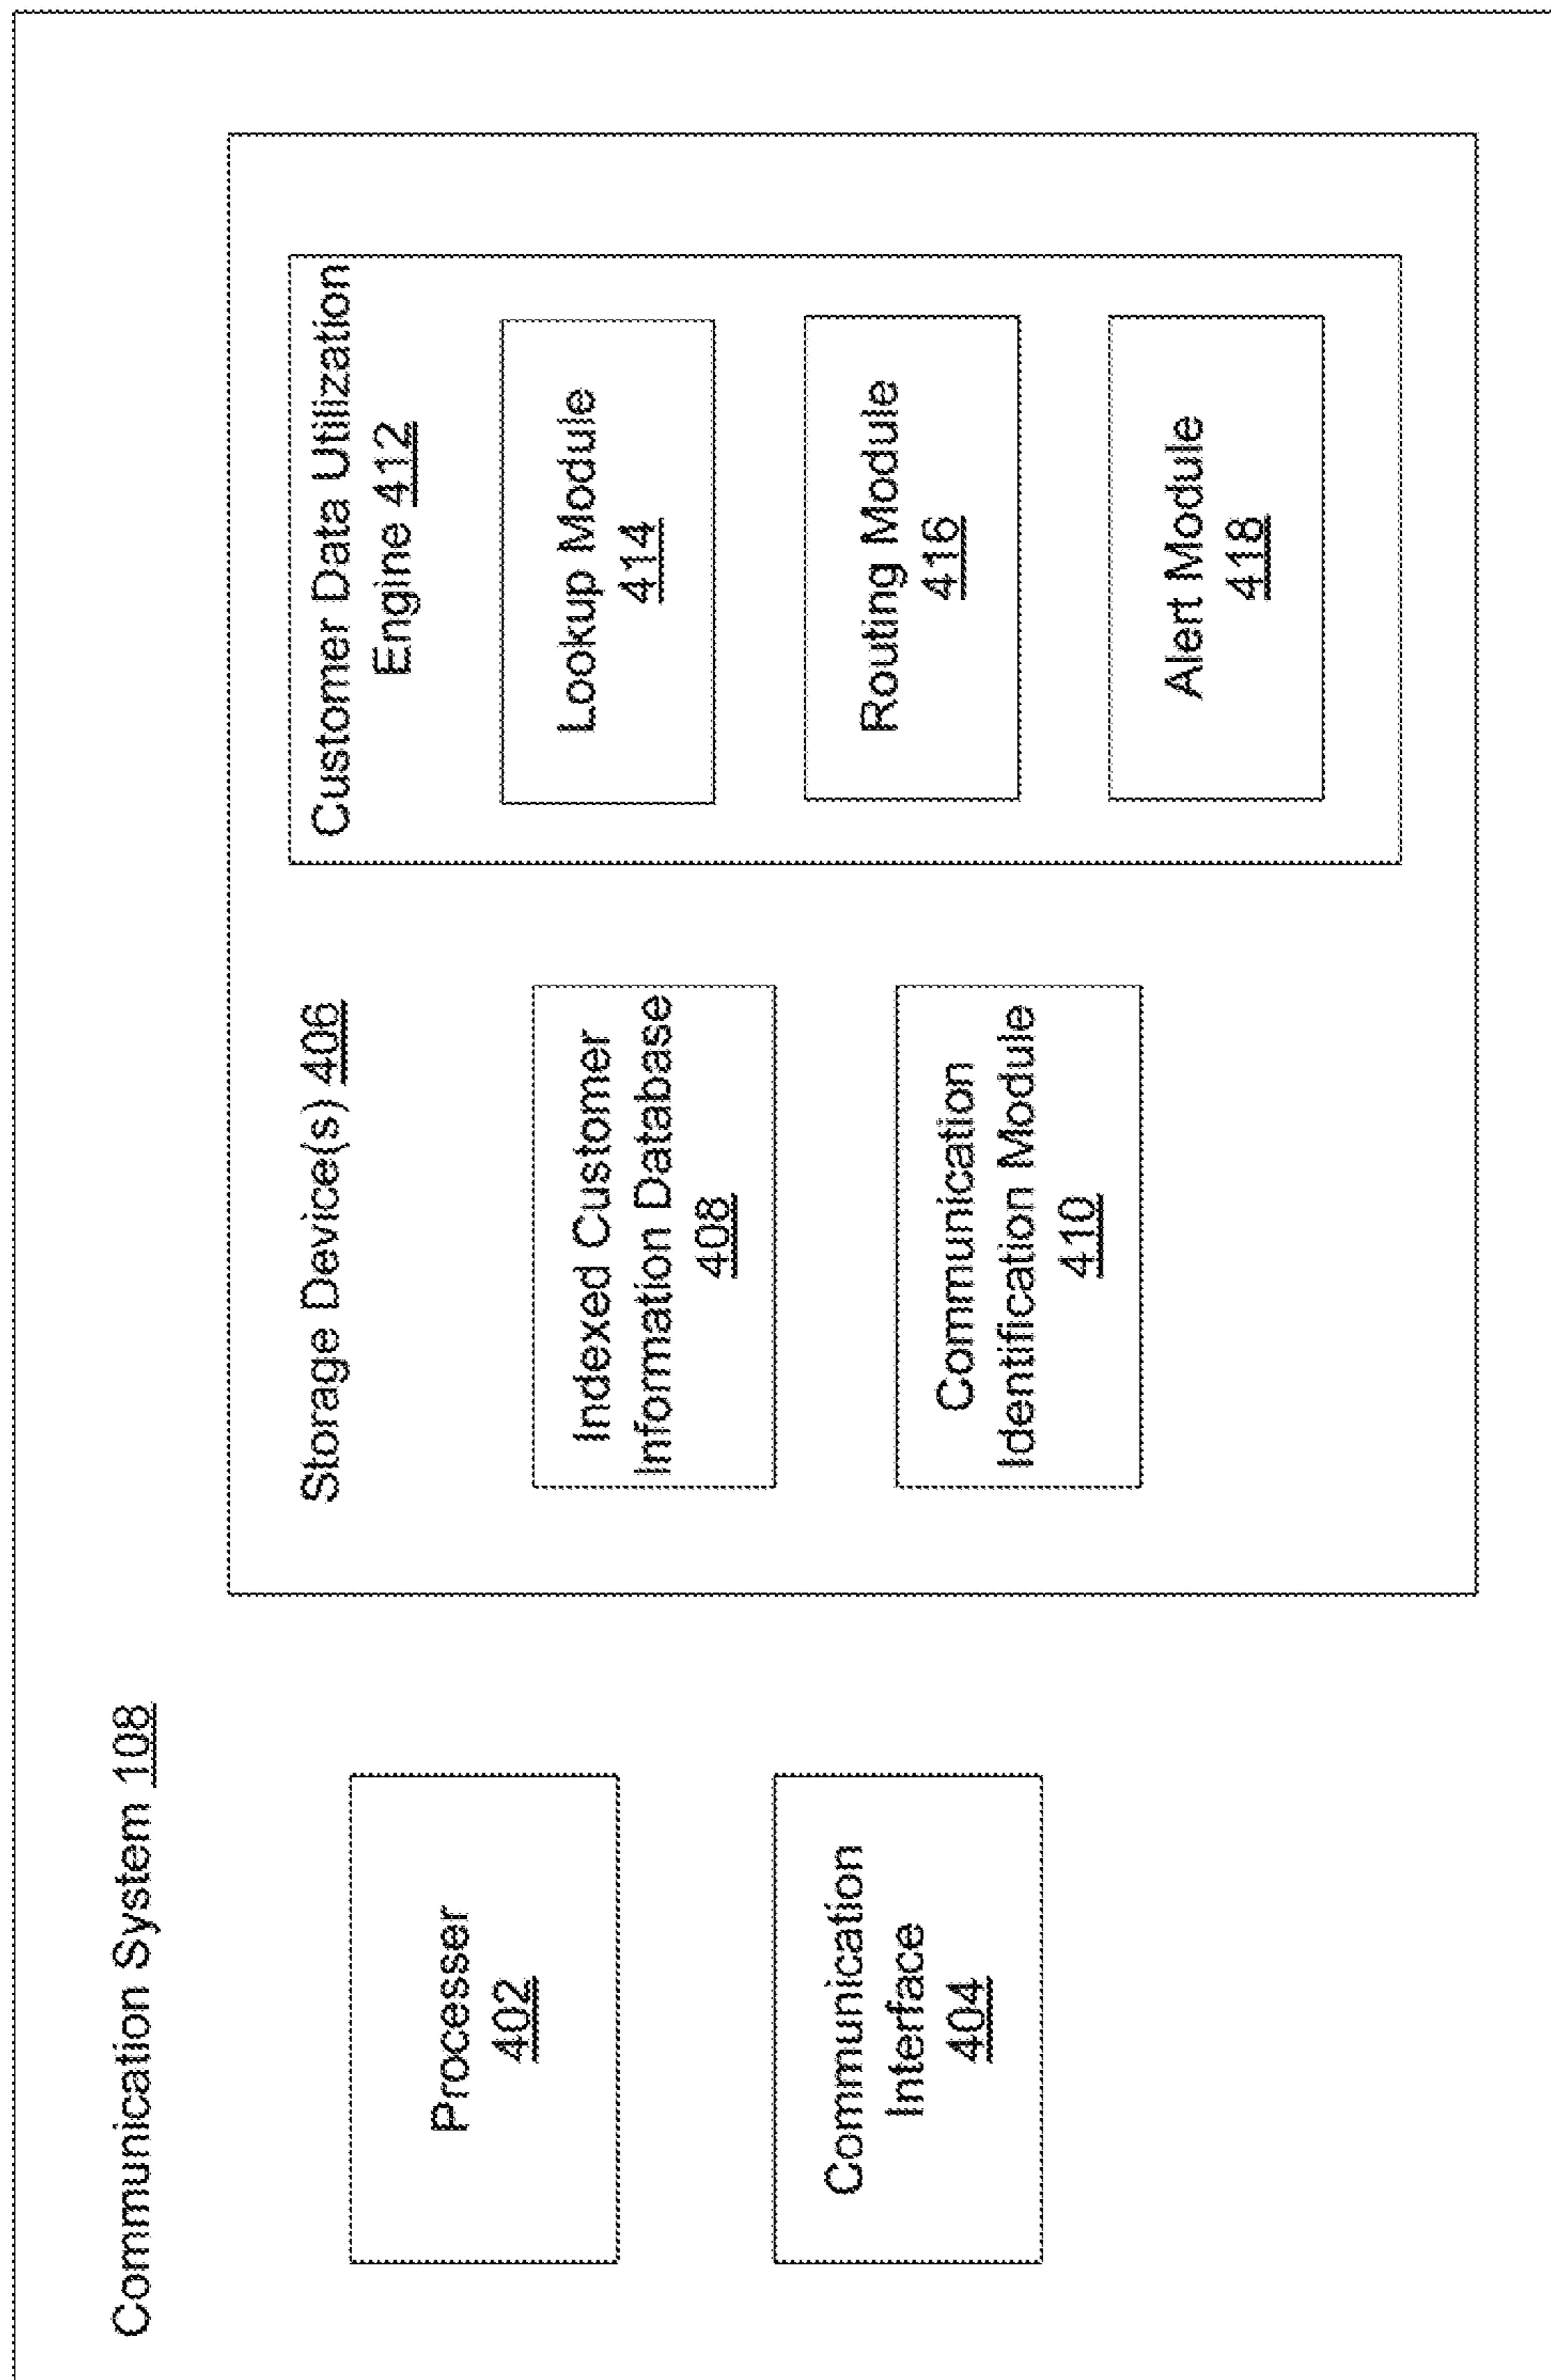 Communication System 108
Processer
402
Communication
Interface
404
Storage Device(s) 406
Indexed Customer
Information Database
408
Communication
Identification Module
410
Customer Data Utilization
Engine 412
Lookup Module
414
Routing Module
416
Alert Module
418